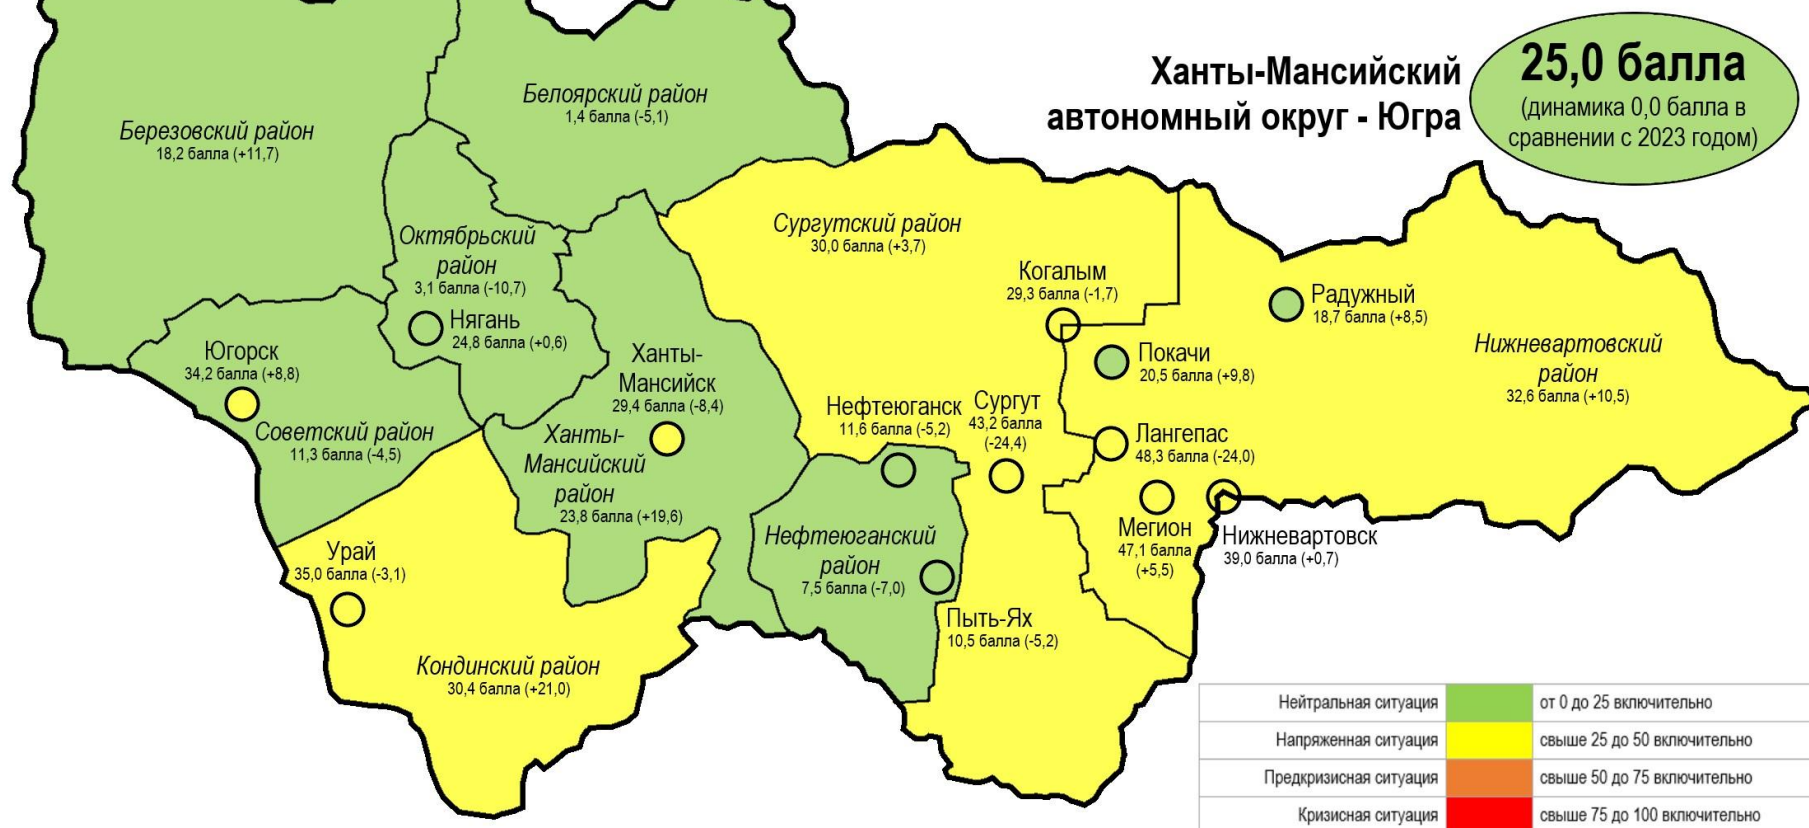 Ханты-Мансийский
автономный округ - Югра
25,0 балла
(динамика 0,0 балла в
сравнении с 2023 годом)
Белоярский район
1,4 балла (-5,1)
Березовский район
18,2 балла (+11,7)
Октябрьский
район
3,1 балла (-10,7)
Нягань
24,8 балла (+0,6)
Сургутский район
30,0 балла (+3,7)
Когалым
29,3 балла (-1,7)
Радужный
18,7 балла (+8,5)
Покачи
20,5 балла (+9,8)
Нижневартовский
район
32,6 балла (+10,5)
Югорск
34,2 балла (+8,8)
Советский район
11,3 балла (-4,5)
Ханты-
Мансийск
29,4 балла (-8,4)
Ханты-
Мансийский
район
23,8 балла (+19,6)
Нефтеюганск
11,6 балла (-5,2)
Сургут
43,2 балла
(-24,4)
Лангепас
48,3 балла (-24,0)
Мегион
47,1 балла
(+5,5)
Нижневартовск
39,0 балла (+0,7)
Нефтеюганский
район
7,5 балла (-7,0)
Пыть-Ях
10,5 балла (-5,2)
Урай
35,0 балла (-3,1)
Кондинский район
30,4 балла (+21,0)
Нейтральная ситуация от 0 до 25 включительно
Напряженная ситуация свыше 25 до 50 включительно
Предкризисная ситуация свыше 50 до 75 включительно
Кризисная ситуация свыше 75 до 100 включительно